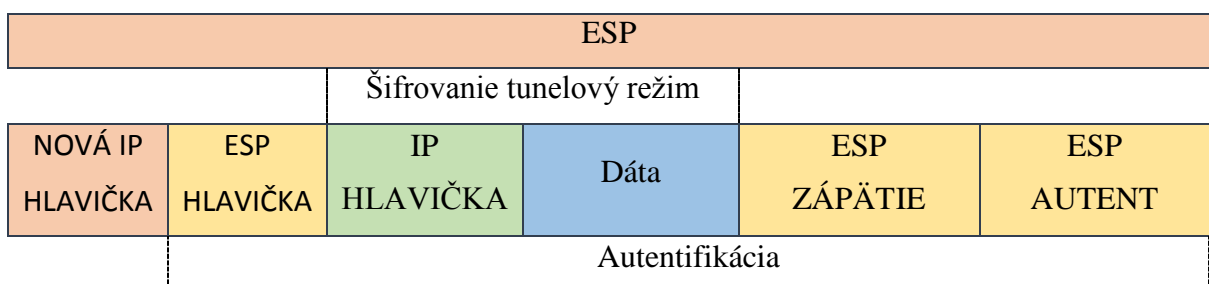 ESP
Šifrovanie tunelový režim
NOVÁ IP
HLAVIČKA
ESP
HLAVIČKA
IP
HLAVIČKA
Dáta
ESP
ZÁPÄTIE
ESP
AUTENT
Autentifikácia